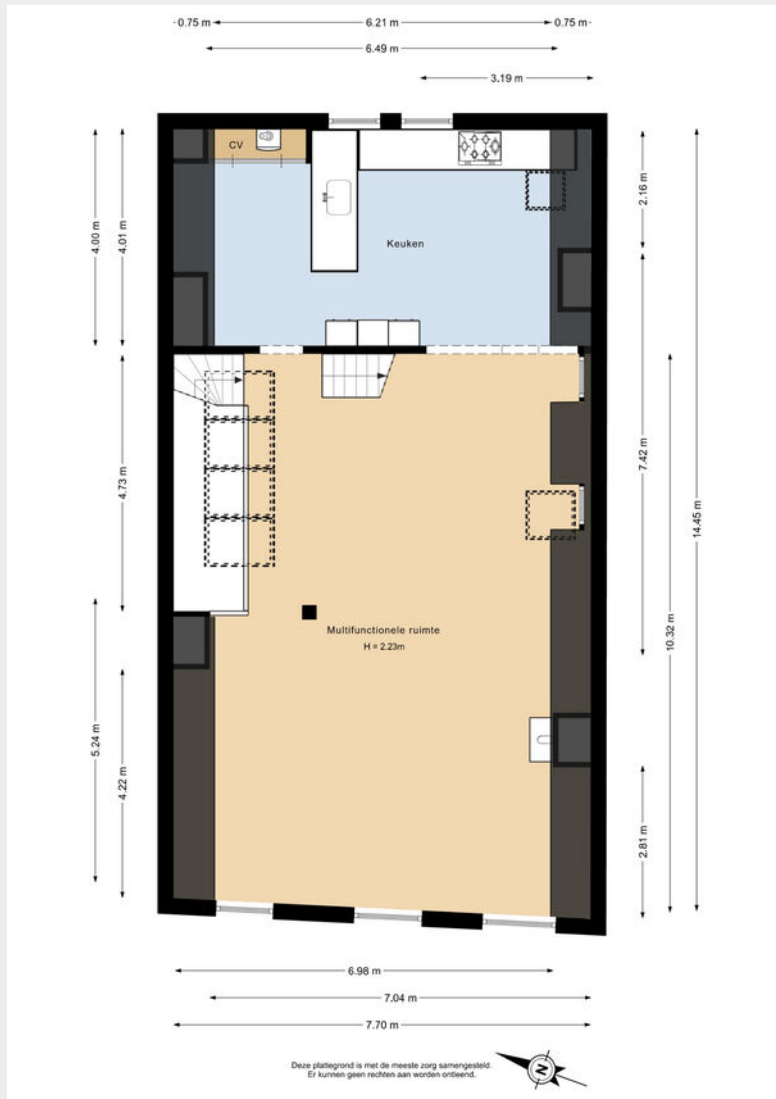 0.75 m
6.21 m
0.75 m
6.49 m
3.19 m
CV
Keuken
4.00 m
4.01 m
2.16 m
4.73 m
7.42 m
14.45 m
10.32 m
Multifunctionele ruimte
H = 2.23m
5.24 m
4.22 m
2.81 m
6.98 m
7.04 m
7.70 m
Deze plattegrond is met de meeste zorg samengesteld.
Er kunnen geen rechten aan worden ontleend.
N